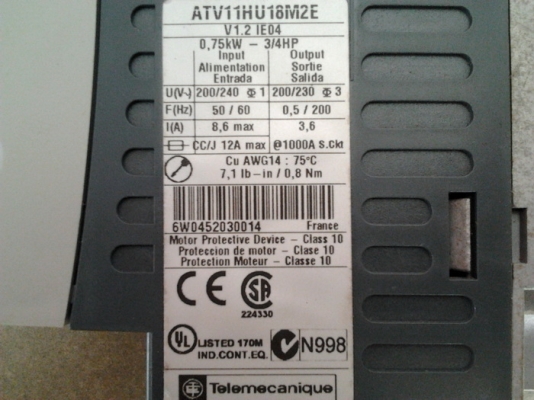 ATV11HU18M2E
V1.2 IE04
0,75kW – 3/4HP
Input Output
Alimentation Sortie
Entrada Salida
U(V~) 200/240 Φ 1 200/230 Φ 3
F(Hz) 50 / 60 0,5 / 200
I(A) 8,6 max 3,6
CC/J 12A max @1000A S.Ckt
Cu AWG14 : 75°C
7,1 lb-in / 0,8 Nm
6W0452030014 France
Motor Protective Device – Class 10
Proteccion de motor – Clase 10
Protection Moteur – Classe 10
CE SA
224330
UL LISTED 170M
IND.CONT.EQ.
N998
Telemecanique